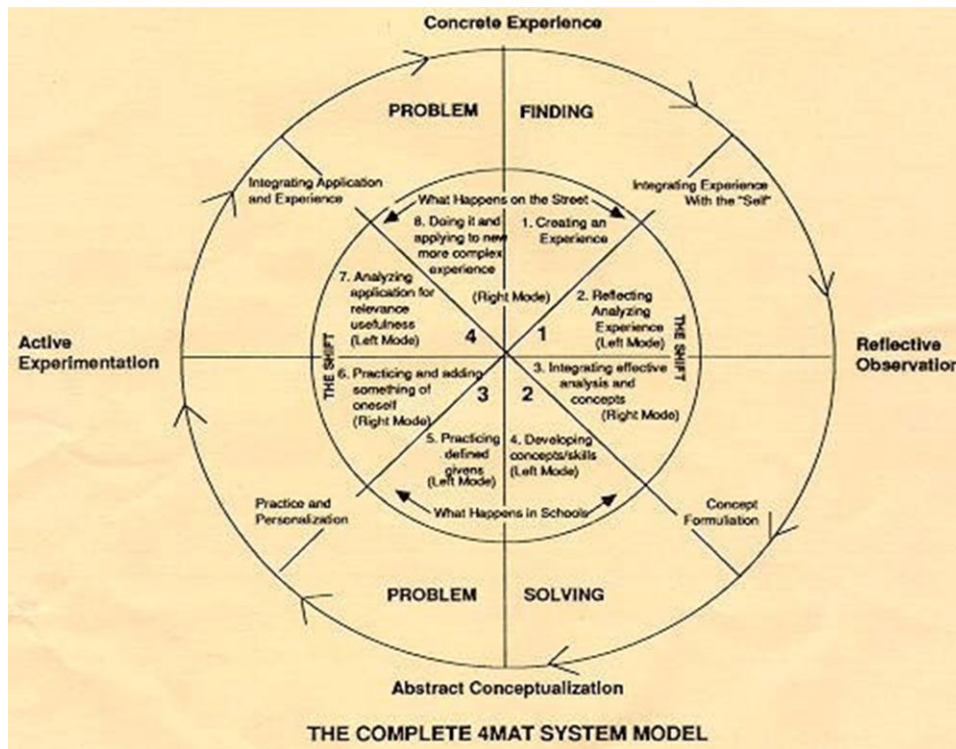 Concrete Experience
PROBLEM
FINDING
Integrating Application
and Experience
Integrating Experience
With the "Self"
What Happens on the Street
8. Doing it and
applying to new
more complex
experience
1. Creating an
Experience
(Right Mode)
7. Analyzing
application for
relevance
usefulness
(Left Mode)
2. Reflecting
Analyzing
Experience
(Left Mode)
4
1
THE SHIFT
THE SHIFT
Active
Experimentation
Reflective
Observation
6. Practicing and adding
something of
oneself
(Right Mode)
3. Integrating effective
analysis and
concepts
(Right Mode)
3
2
5. Practicing
defined
givens
(Left Mode)
4. Developing
concepts/skills
(Left Mode)
What Happens in Schools
Practice and
Personalization
Concept
Formuliation
PROBLEM
SOLVING
Abstract Conceptualization
THE COMPLETE 4MAT SYSTEM MODEL